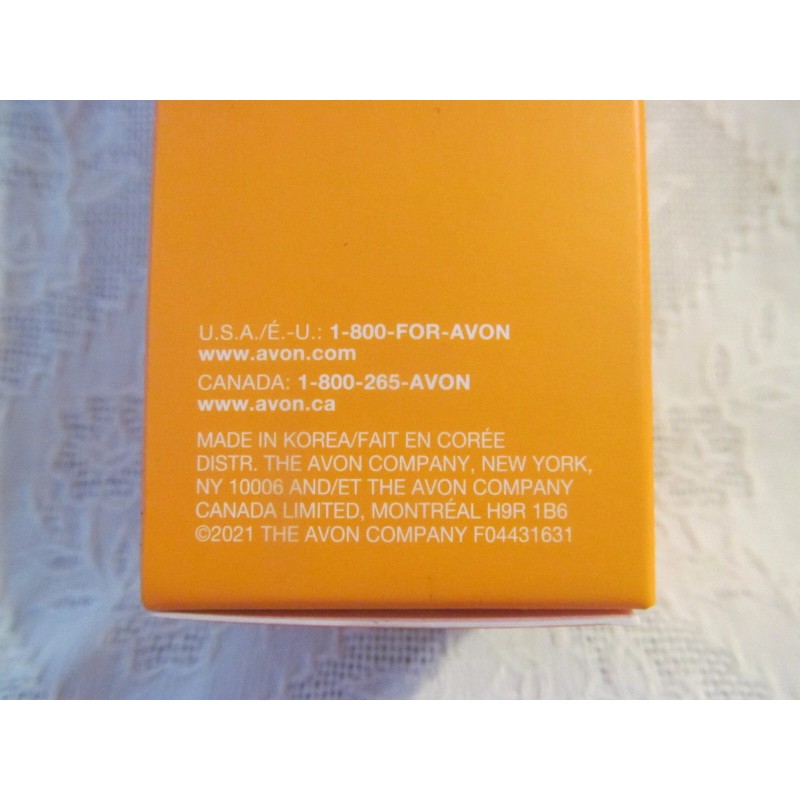 U.S.A./É.-U.: 1-800-FOR-AVON
www.avon.com
CANADA: 1-800-265-AVON
www.avon.ca
MADE IN KOREA/FAIT EN CORÉE
DISTR. THE AVON COMPANY, NEW YORK,
NY 10006 AND/ET THE AVON COMPANY
CANADA LIMITED, MONTRÉAL H9R 1B6
©2021 THE AVON COMPANY F04431631